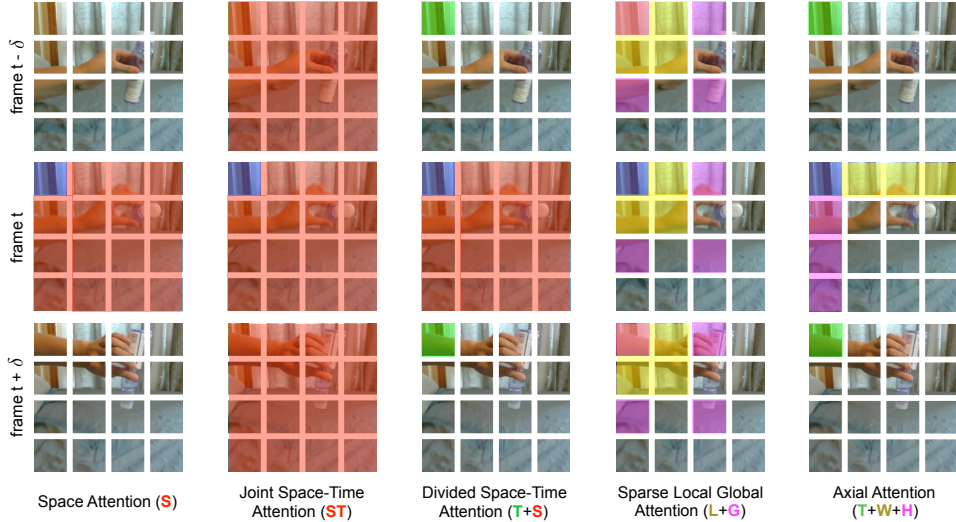 frame t - δ
frame t
frame t + δ
Space Attention (S)
Joint Space-Time
Attention (ST)
Divided Space-Time
Attention (T+S)
Sparse Local Global
Attention (L+G)
Axial Attention
(T+W+H)